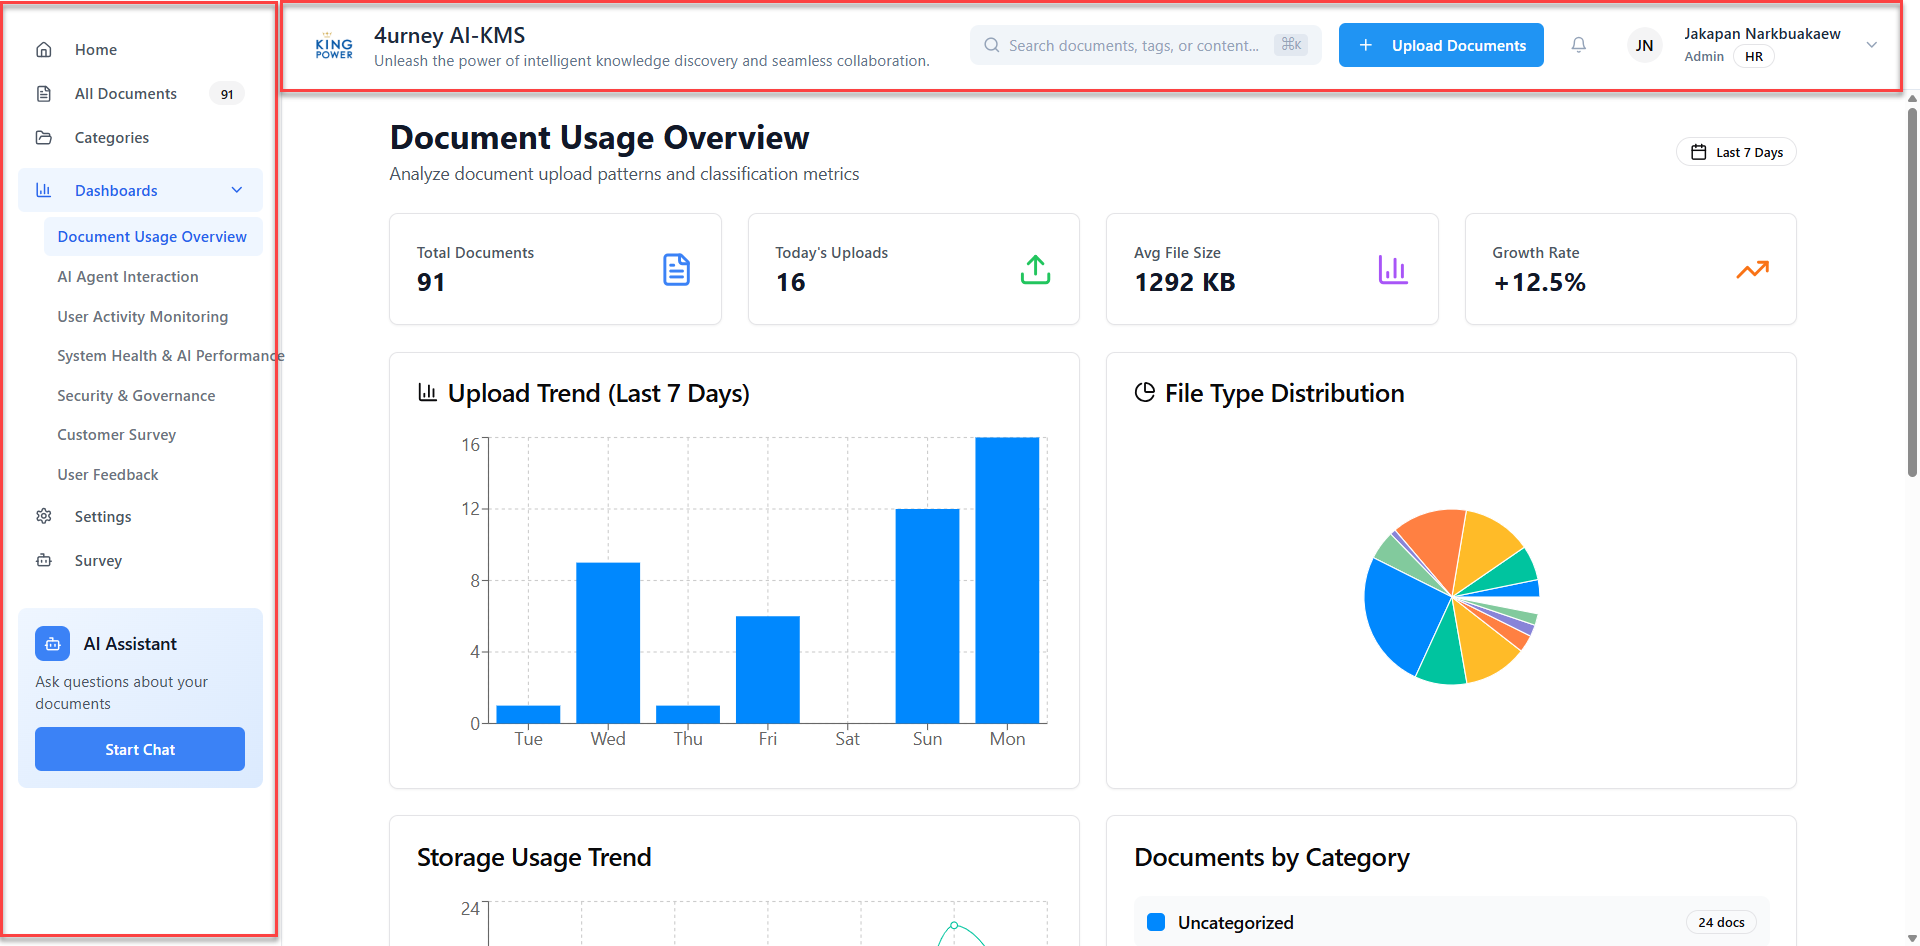 Home
All Documents
91
Categories
Dashboards
Document Usage Overview
AI Agent Interaction
User Activity Monitoring
System Health & AI Performance
Security & Governance
Customer Survey
User Feedback
Settings
Survey
AI Assistant
Ask questions about your
documents
Start Chat
KING
POWER
4urney AI-KMS
Unleash the power of intelligent knowledge discovery and seamless collaboration.
Search documents, tags, or content...
⌘K
Upload Documents
JN
Jakapan Narkbuakaew
Admin
HR
Document Usage Overview
Analyze document upload patterns and classification metrics
Last 7 Days
Total Documents
91
Today's Uploads
16
Avg File Size
1292 KB
Growth Rate
+12.5%
Upload Trend (Last 7 Days)
16
12
8
4
0
Tue Wed Thu Fri Sat Sun Mon
File Type Distribution
Storage Usage Trend
24
Documents by Category
Uncategorized
24 docs